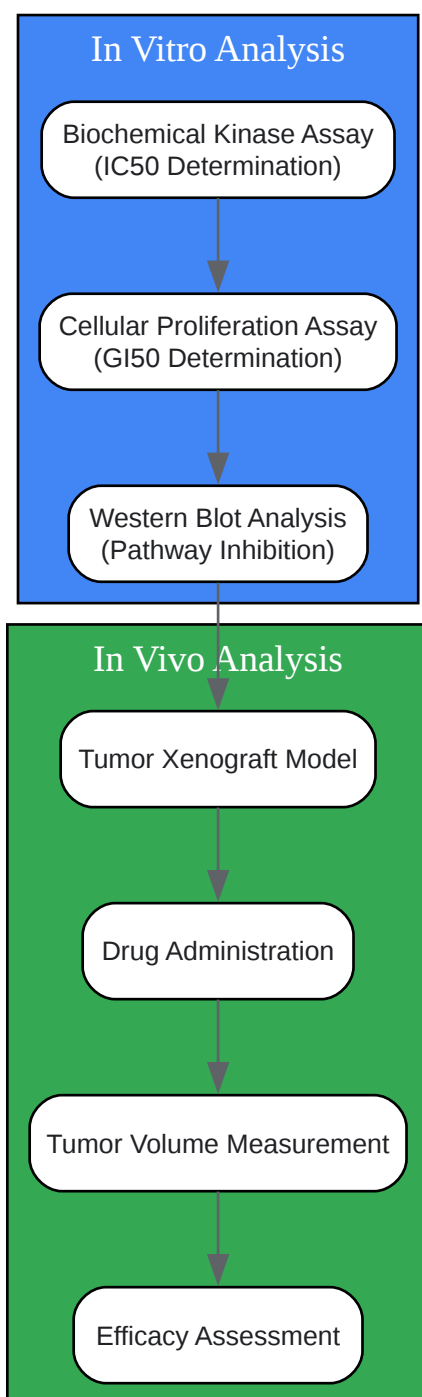 In Vitro Analysis
Biochemical Kinase Assay
(IC50 Determination)
Cellular Proliferation Assay
(GI50 Determination)
Western Blot Analysis
(Pathway Inhibition)
In Vivo Analysis
Tumor Xenograft Model
Drug Administration
Tumor Volume Measurement
Efficacy Assessment